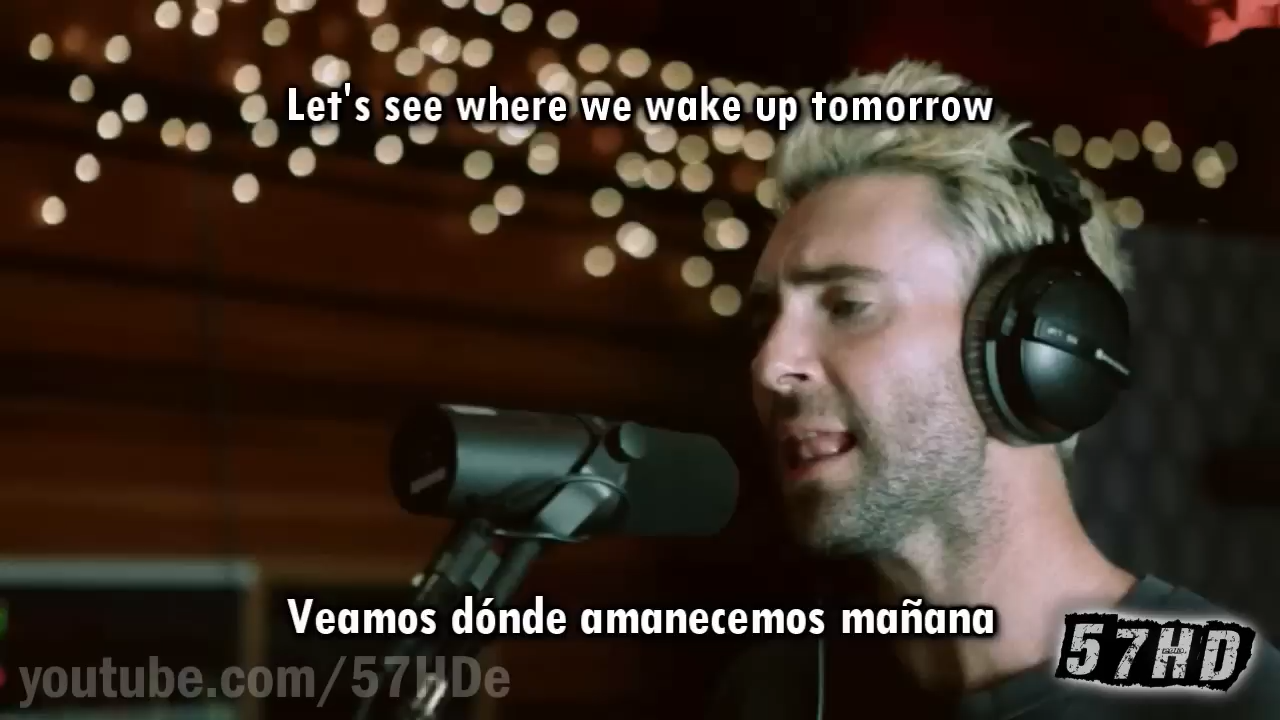 Let's see where we wake up tomorrow
Veamos dónde amanecemos mañana
youtube.com/57HDe
57HD